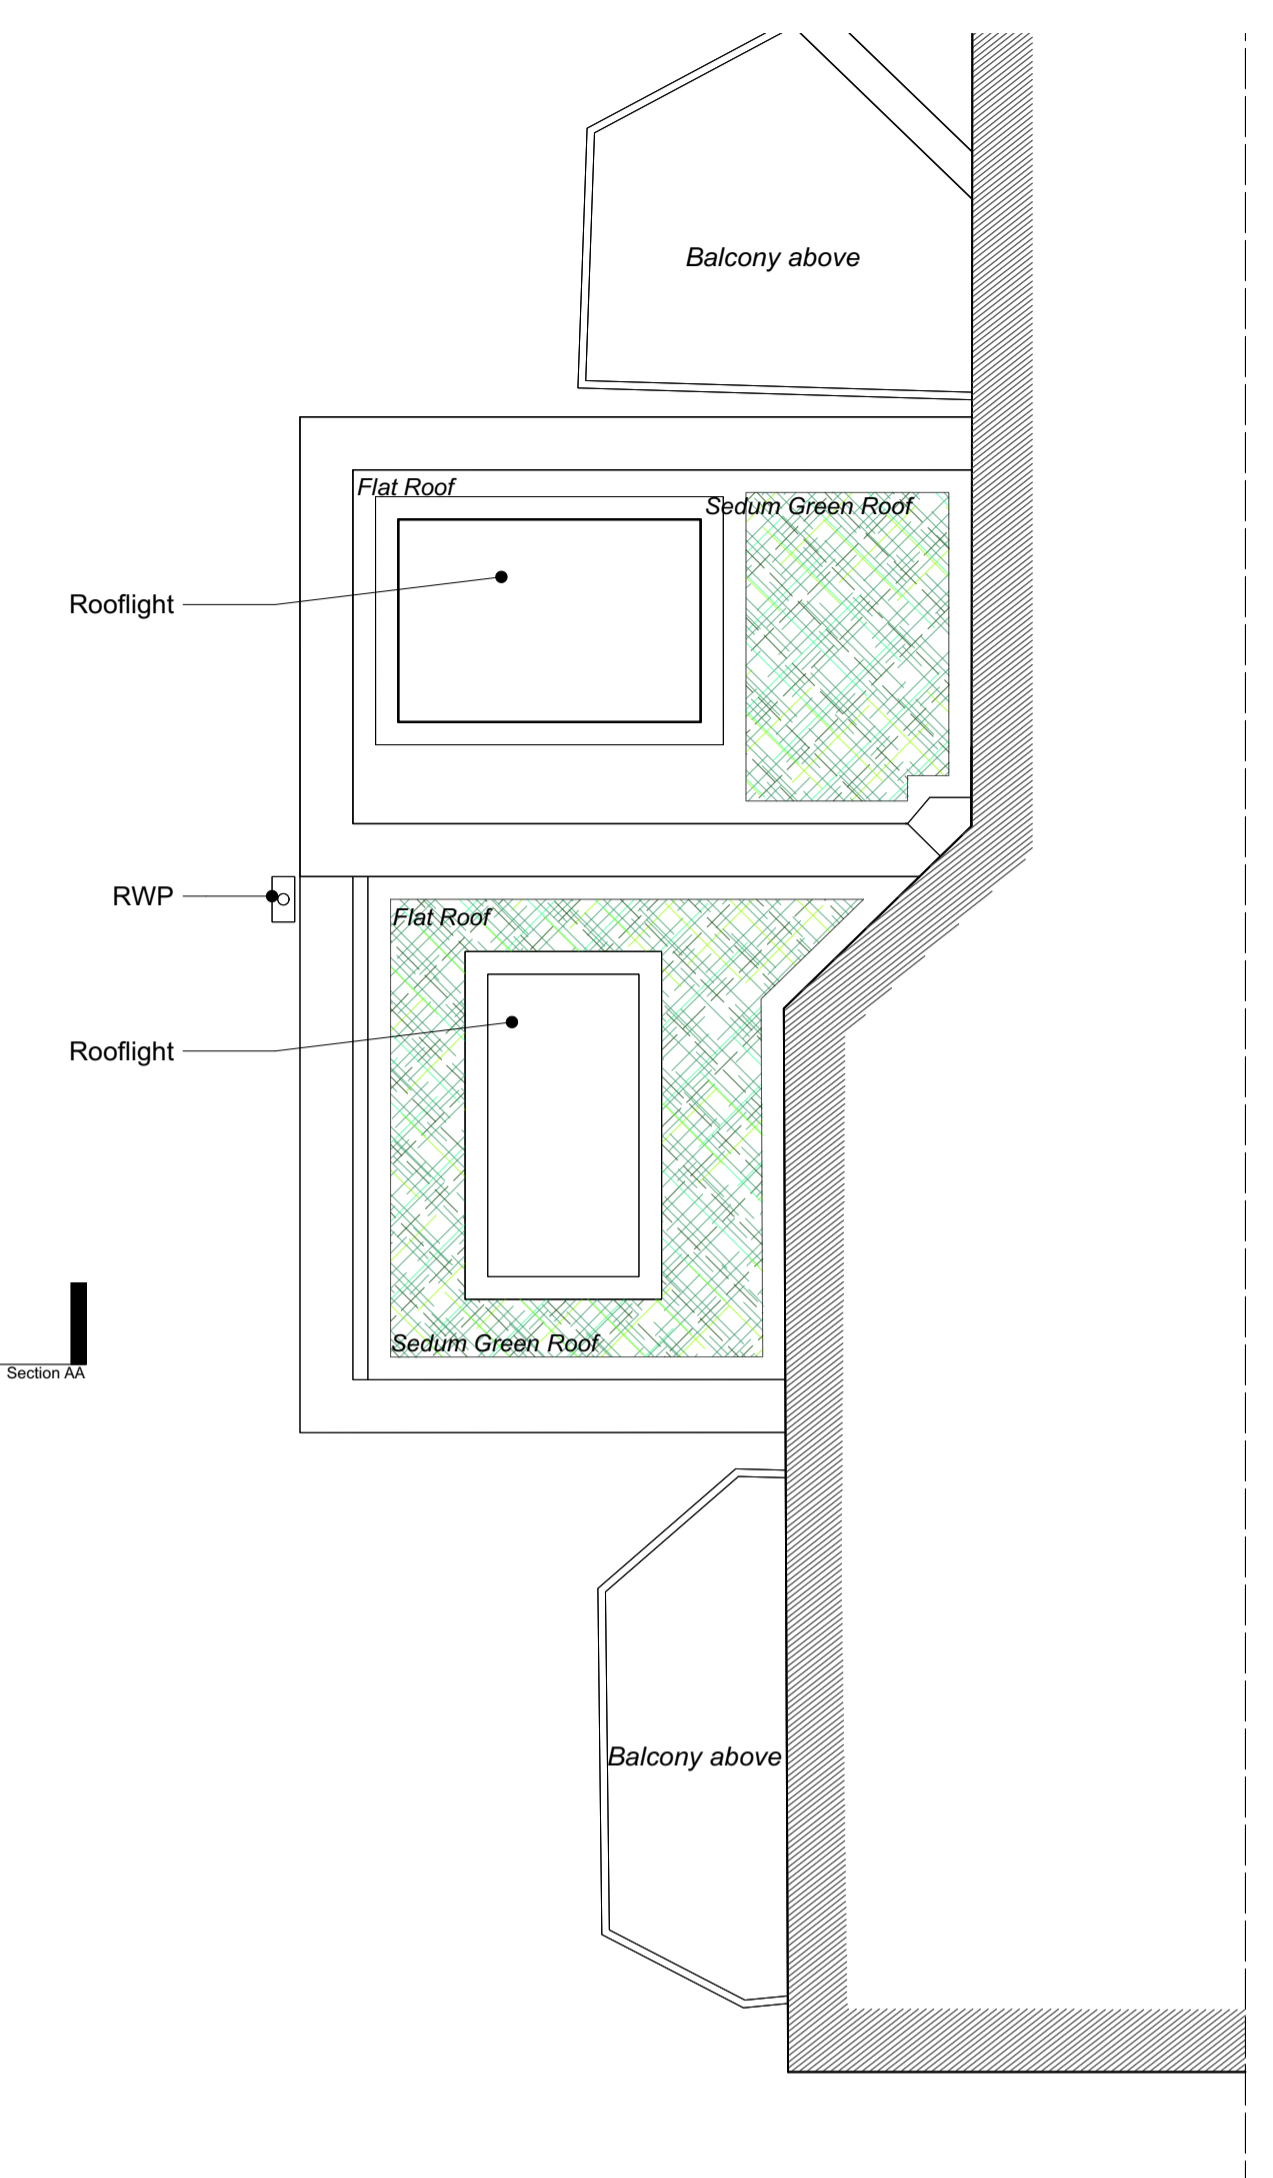 Balcony above
Flat Roof
Sedum Green Roof
Rooflight
RWP
Flat Roof
Rooflight
Sedum Green Roof
Section AA
Balcony above